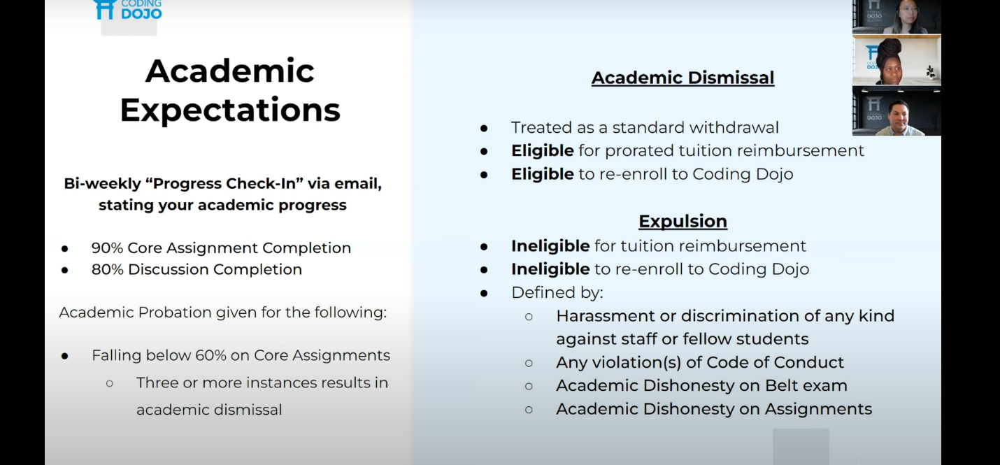 CODING
DOJO
Academic
Expectations
Bi-weekly “Progress Check-In” via email,
stating your academic progress
● 90% Core Assignment Completion
● 80% Discussion Completion
Academic Probation given for the following:
● Falling below 60% on Core Assignments
○ Three or more instances results in
academic dismissal
Academic Dismissal
● Treated as a standard withdrawal
● Eligible for prorated tuition reimbursement
● Eligible to re-enroll to Coding Dojo
Expulsion
● Ineligible for tuition reimbursement
● Ineligible to re-enroll to Coding Dojo
● Defined by:
○ Harassment or discrimination of any kind
against staff or fellow students
○ Any violation(s) of Code of Conduct
○ Academic Dishonesty on Belt exam
○ Academic Dishonesty on Assignments
CODING
DOJO
CODING
DOJO